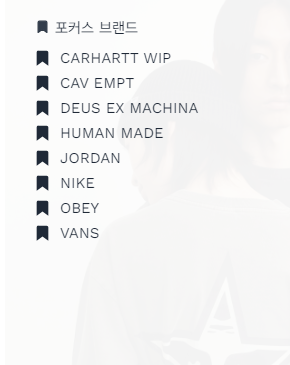 포커스 브랜드
CARHARTT WIP
CAV EMPT
DEUS EX MACHINA
HUMAN MADE
JORDAN
NIKE
OBEY
VANS